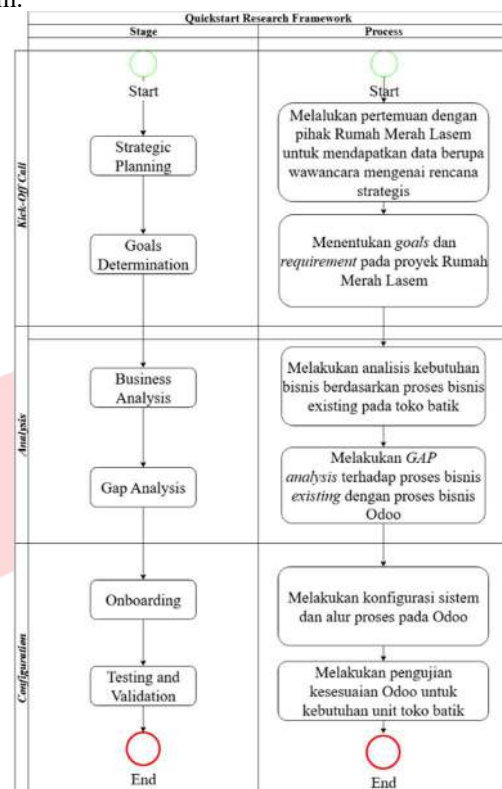 m.
Quickstart Research Framework
Stage
Process
Kick-Off Call
Start
Start
Strategic
Planning
Melalukan pertemuan dengan
pihak Rumah Merah Lasem
untuk mendapatkan data berupa
wawancara mengenai rencana
strategis
Goals
Determination
Menentukan goals dan
requirement pada proyek Rumah
Merah Lasem
Analysis
Business
Analysis
Melakukan analisis kebutuhan
bisnis berdasarkan proses bisnis
existing pada toko batik
Gap Analysis
Melakukan GAP
analysis terhadap proses bisnis
existing dengan proses bisnis
Odoo
Configuration
Onboarding
Melakukan konfigurasi sistem
dan alur proses pada Odoo
Testing and
Validation
Melakukan pengujian
kesesuaian Odoo untuk
kebutuhan unit toko batik
End
End